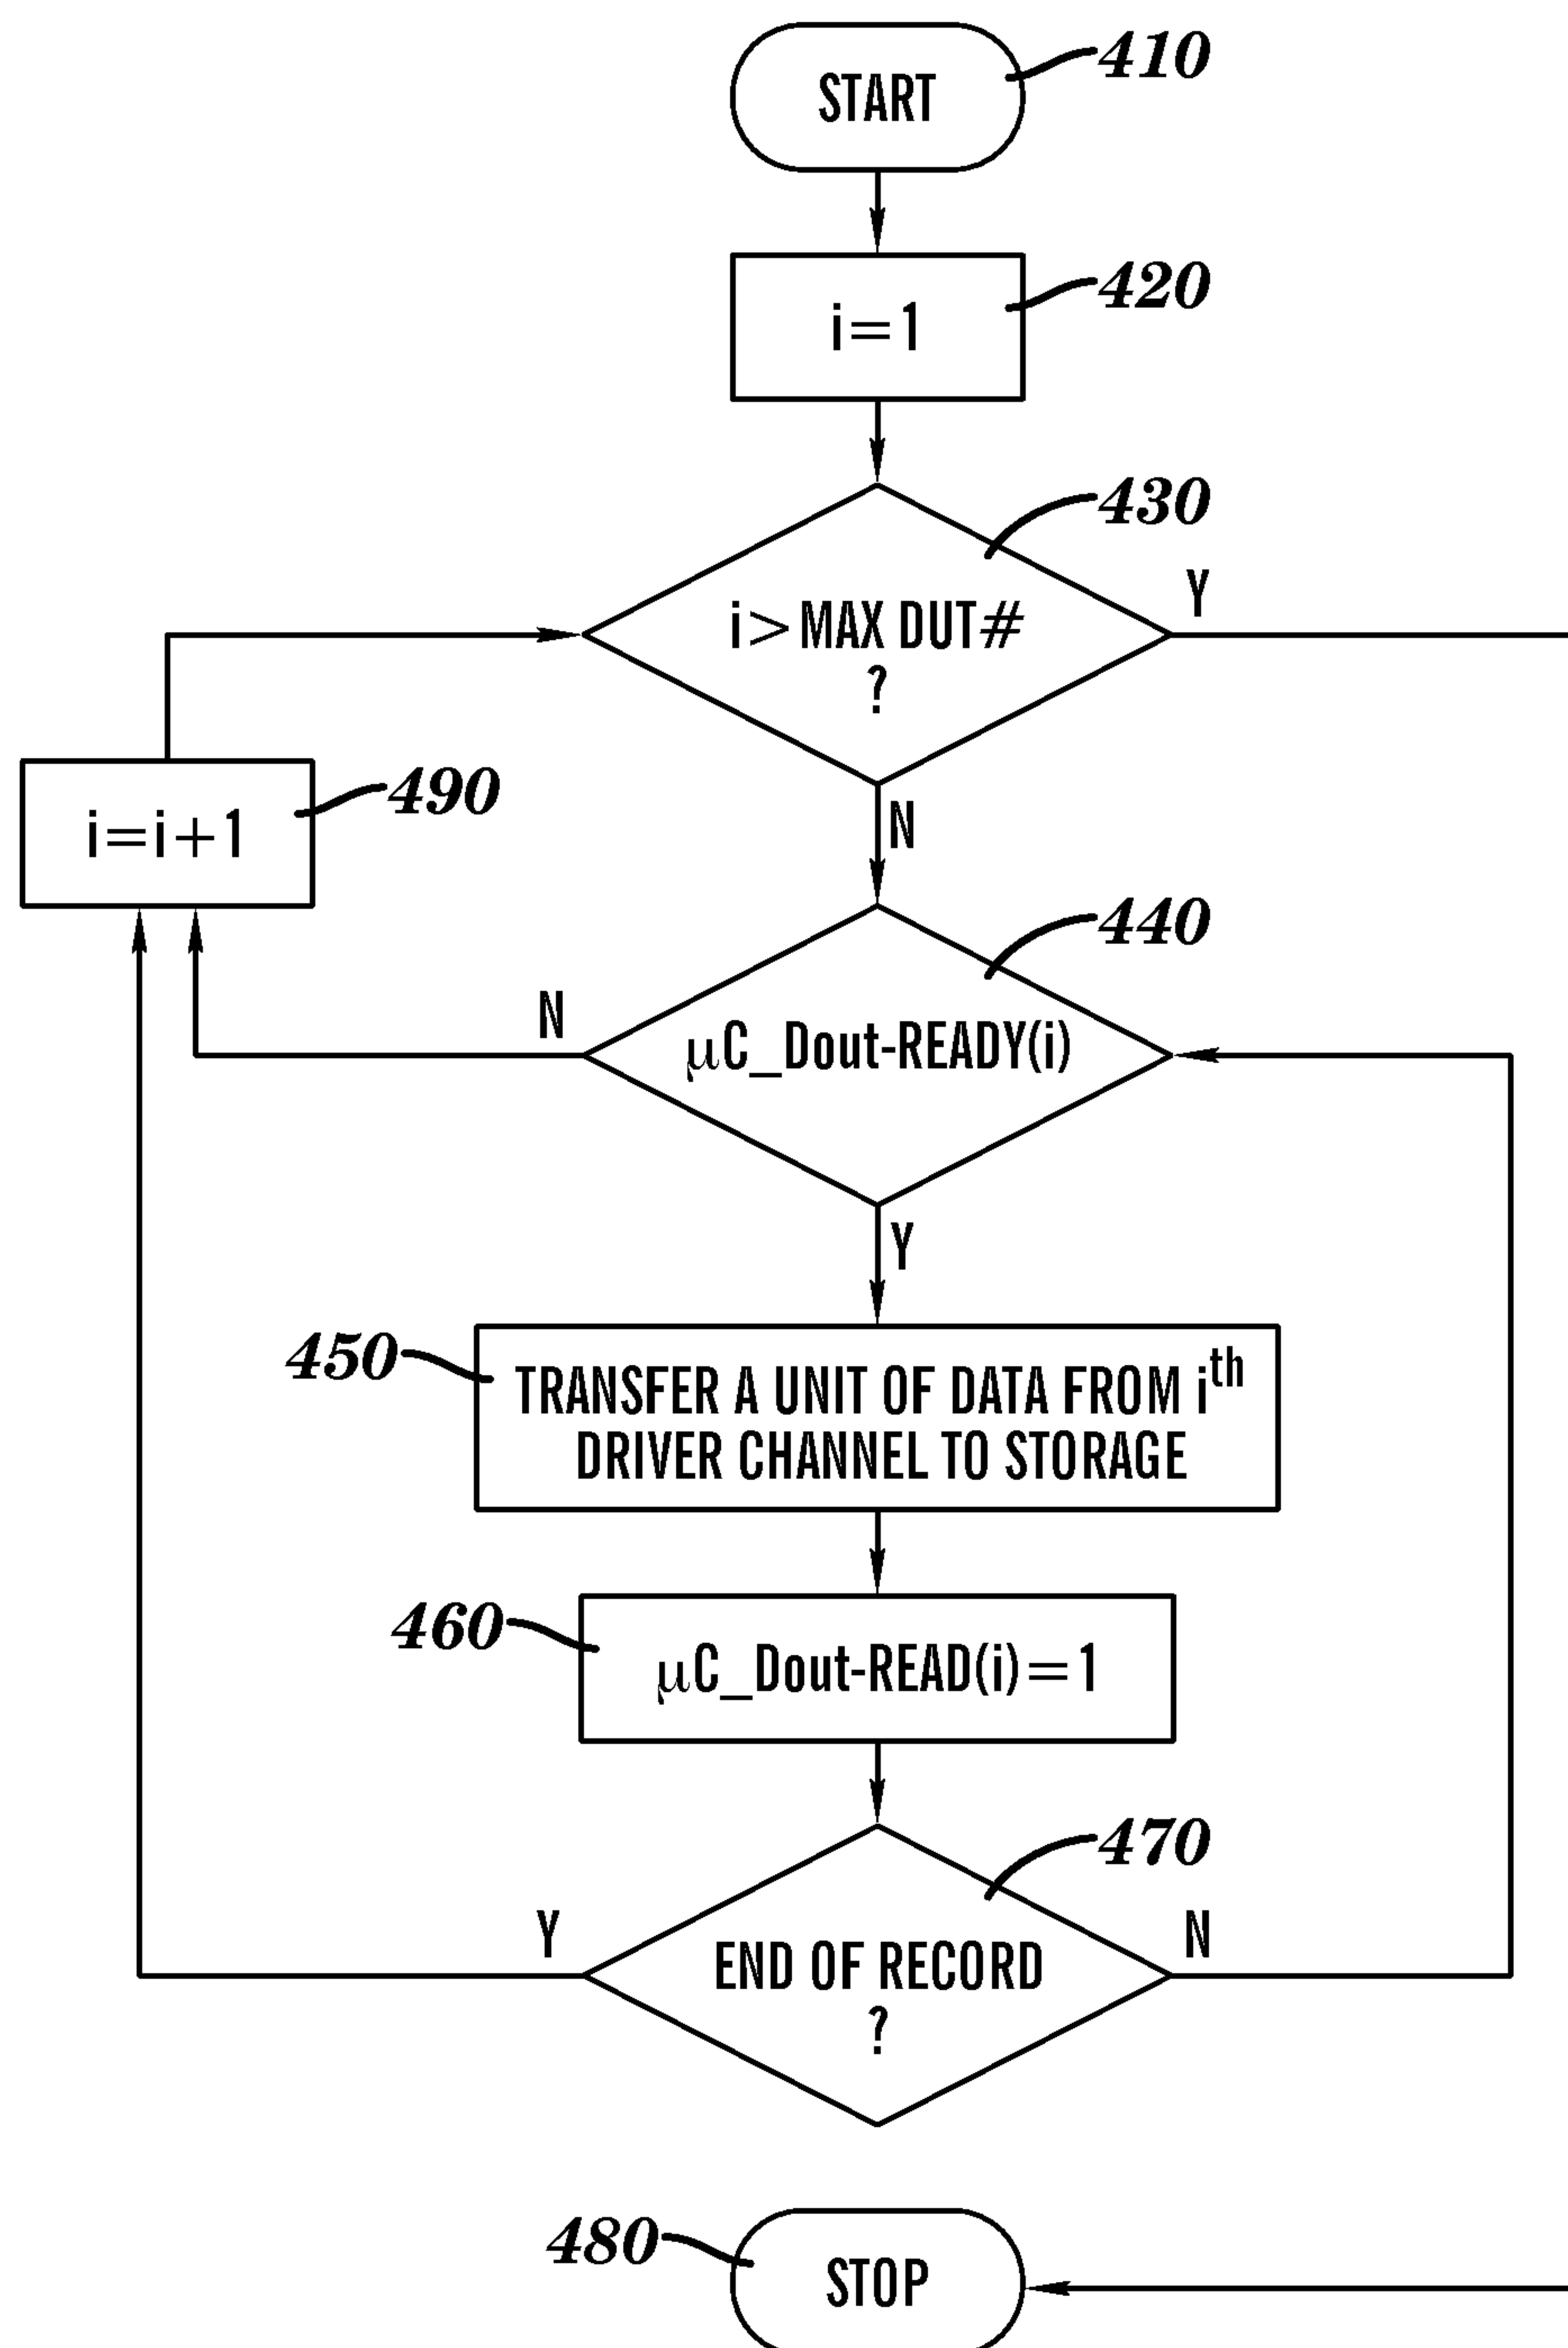 START
410
i=1
420
430
i>MAX DUT#
?
Y
N
i=i+1
490
440
N
μC_Dout-READY(i)
Y
450
TRANSFER A UNIT OF DATA FROM ith
DRIVER CHANNEL TO STORAGE
460
μC_Dout-READ(i)=1
470
Y
END OF RECORD
?
N
480
STOP